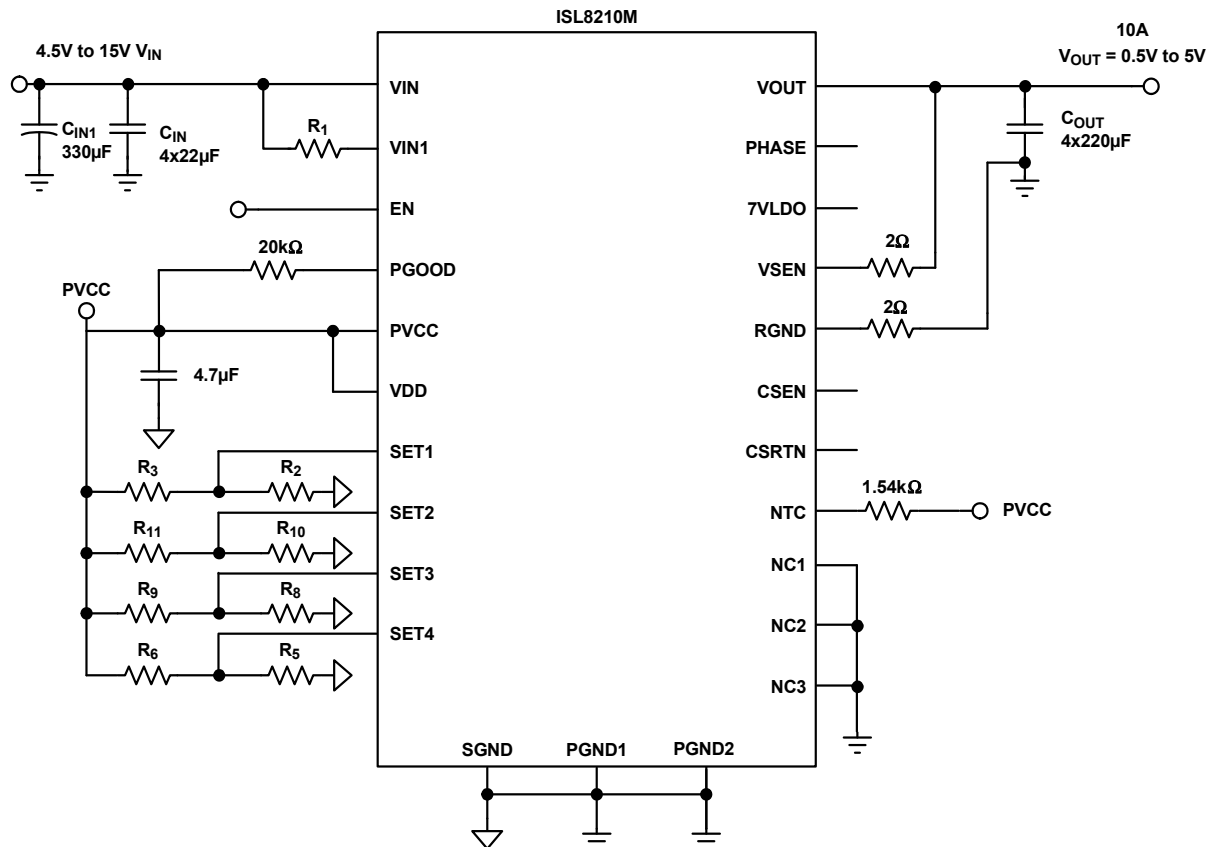 ISL8210M
4.5V to 15V VIN
10A
VOUT = 0.5V to 5V
VIN
VOUT
CIN1
330µF
CIN
4x22µF
R1
VIN1
PHASE
COUT
4x220µF
EN
7VLDO
20kΩ
PGOOD
VSEN
2Ω
PVCC
PVCC
RGND
2Ω
4.7µF
VDD
CSEN
SET1
CSRTN
R3
R2
1.54kΩ
SET2
NTC
PVCC
R11
R10
SET3
NC1
R9
R8
SET4
NC2
R6
R5
NC3
SGND
PGND1
PGND2